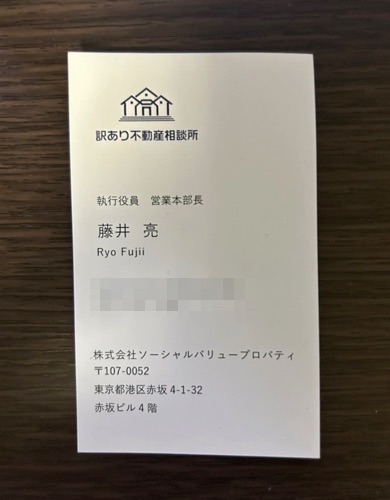 訳あり不動産相談所
執行役員　営業本部長
藤井　亮
Ryo Fujii
株式会社ソーシャルバリュープロパティ
〒107-0052
東京都港区赤坂 4-1-32
赤坂ビル 4 階